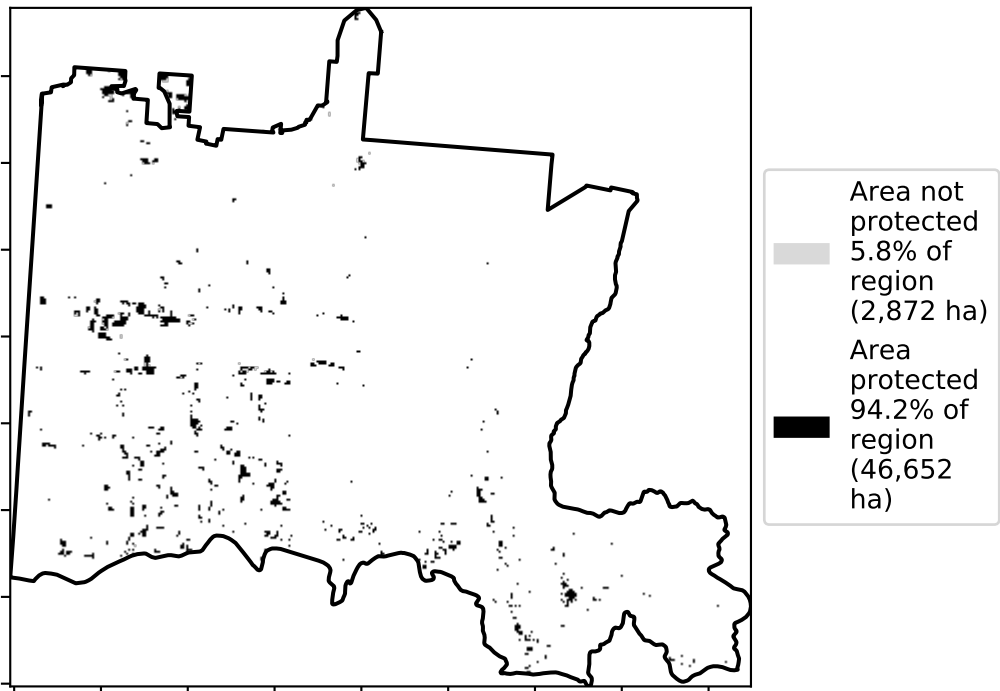 Area not
protected
5.8% of
region
(2,872 ha)
Area
protected
94.2% of
region
(46,652
ha)